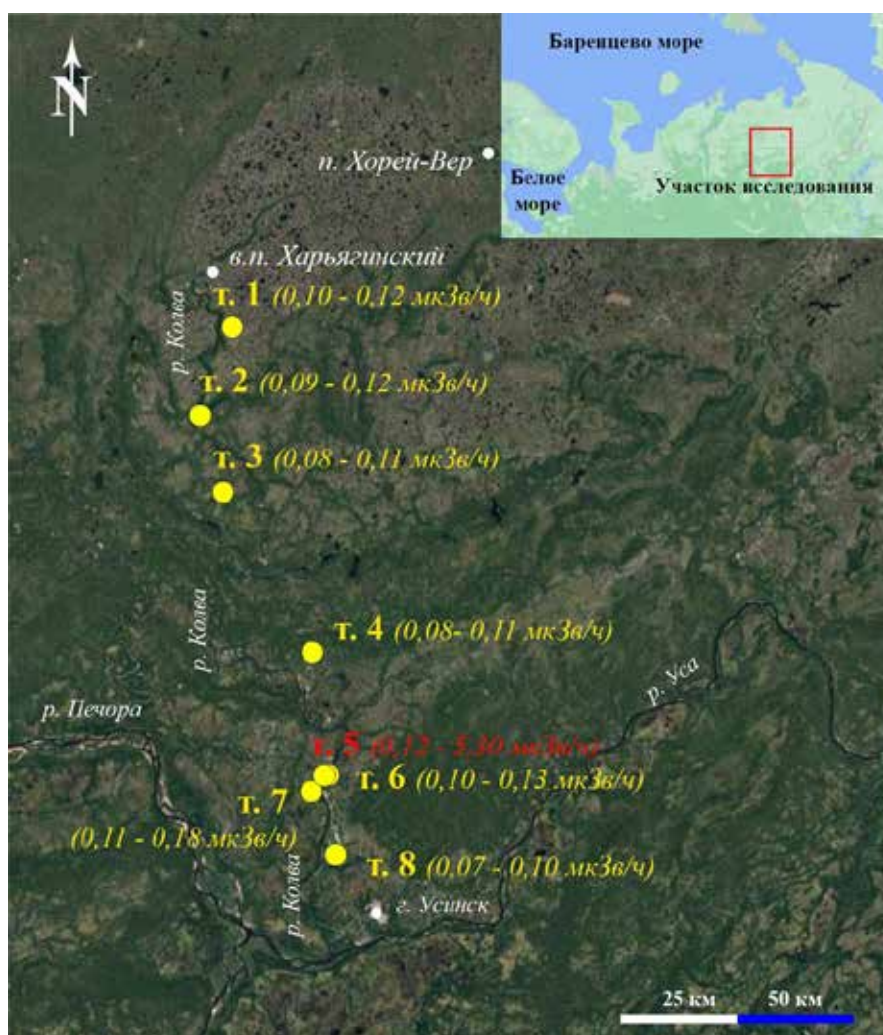 N
Баренцево море
Белое
море
Участок исследования
п. Хорей-Вер
в.п. Харьягинский
т. 1 (0,10 - 0,12 мкЗв/ч)
р. Колва
т. 2 (0,09 - 0,12 мкЗв/ч)
т. 3 (0,08 - 0,11 мкЗв/ч)
р. Колва
т. 4 (0,08- 0,11 мкЗв/ч)
р. Уса
р. Печора
т. 5 (0,12 - 5,30 мкЗв/ч)
т. 6 (0,10 - 0,13 мкЗв/ч)
т. 7
(0,11 - 0,18 мкЗв/ч)
т. 8 (0,07 - 0,10 мкЗв/ч)
р. Колва
г. Усинск
25 км
50 км